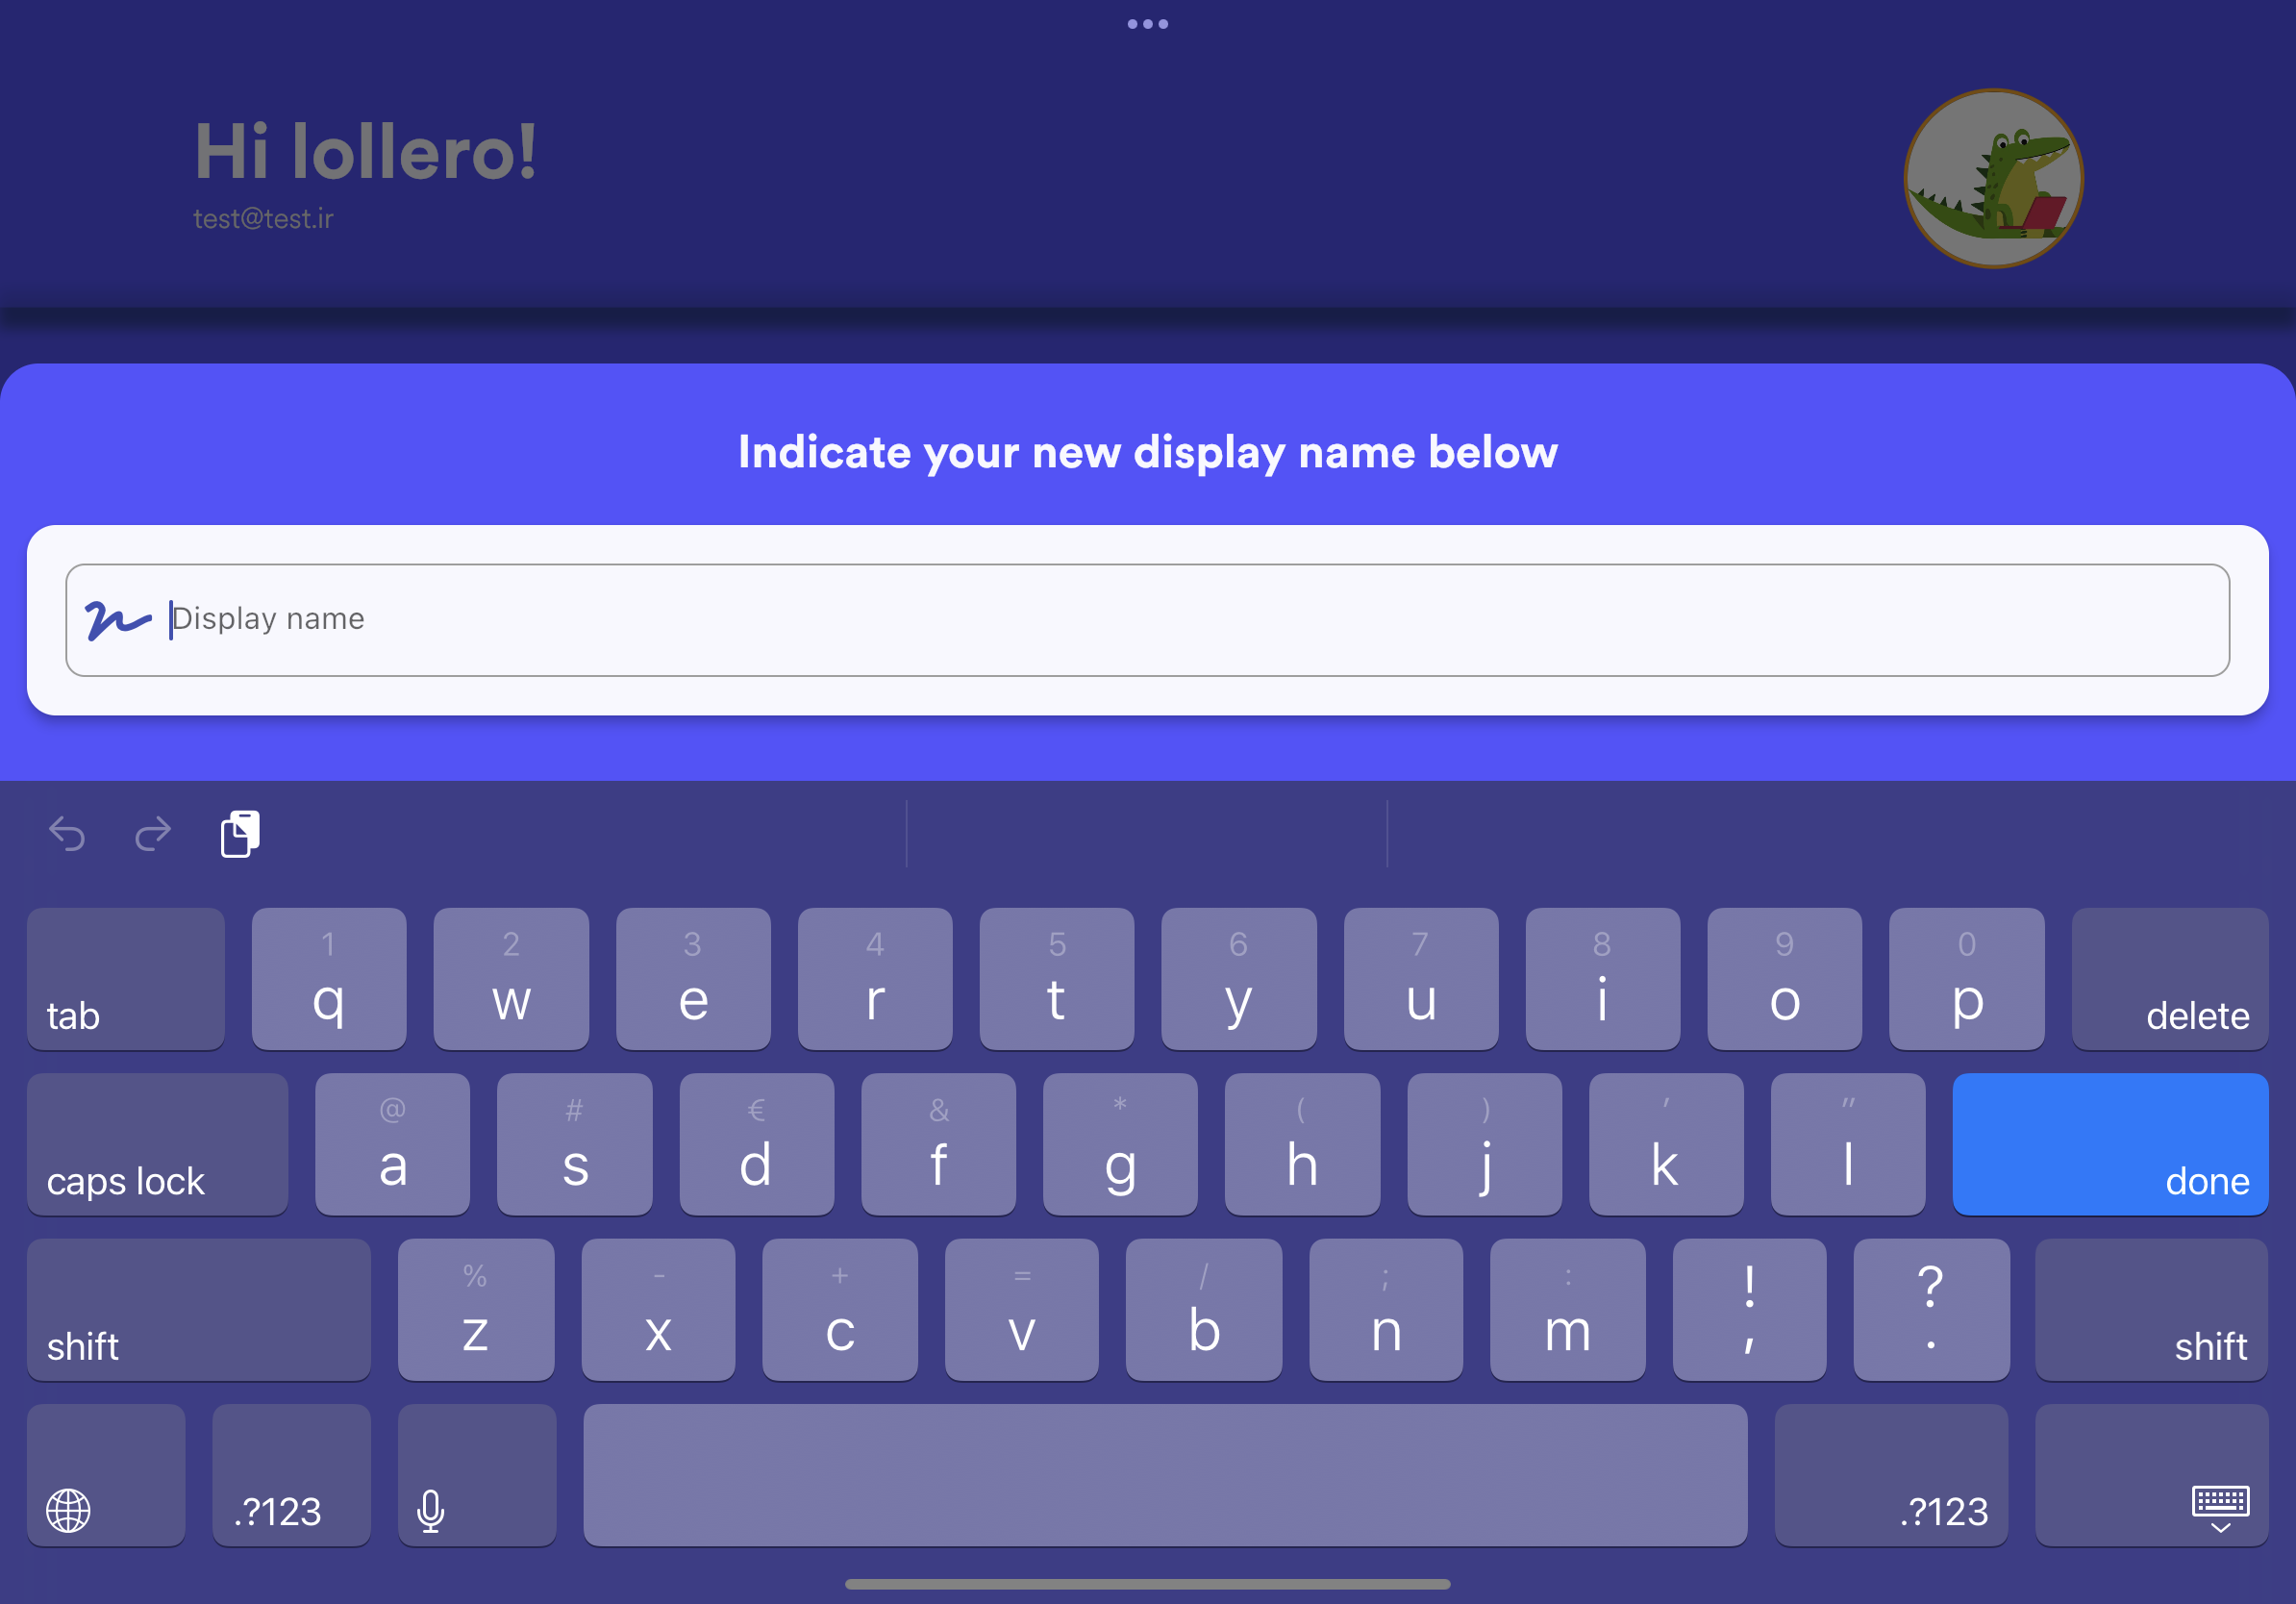 Hi lollero!
test@test.ir
Indicate your new display name below
Display name
1 2 3 4 5 6 7 8 9 0
tab q w e r t y u i o p delete
@ # € & * ( ) ' "
caps lock a s d f g h j k l done
% - + = / ; : ! ?
shift z x c v b n m , . shift
.?123 .?123